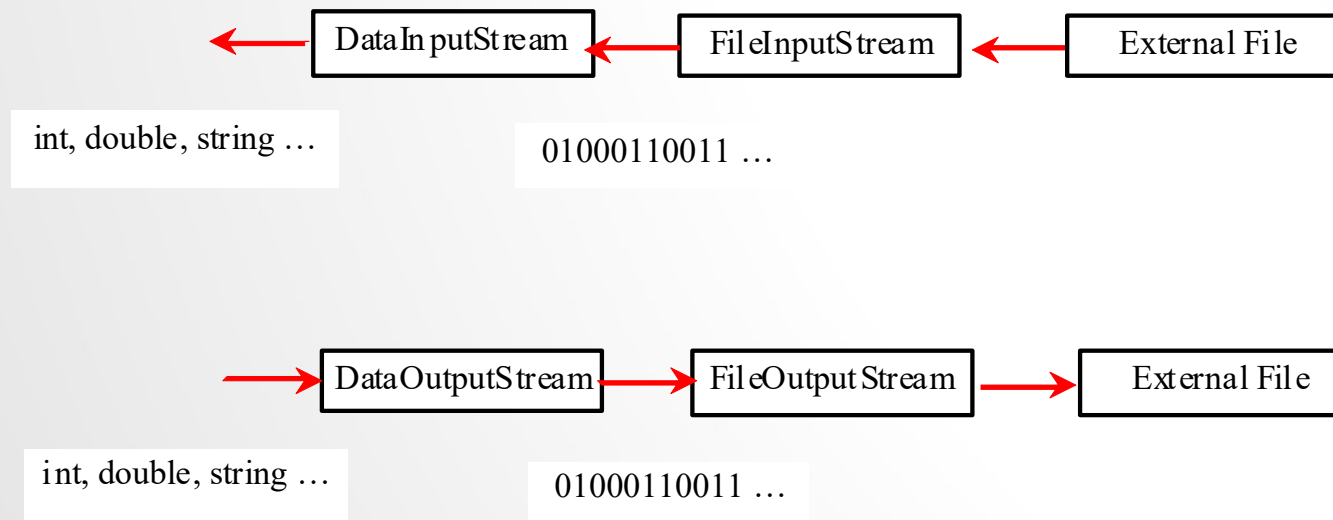 DataInputStream
FileInputStream
External File
int, double, string …
01000110011 …
DataOutputStream
FileOutputStream
External File
int, double, string …
01000110011 …